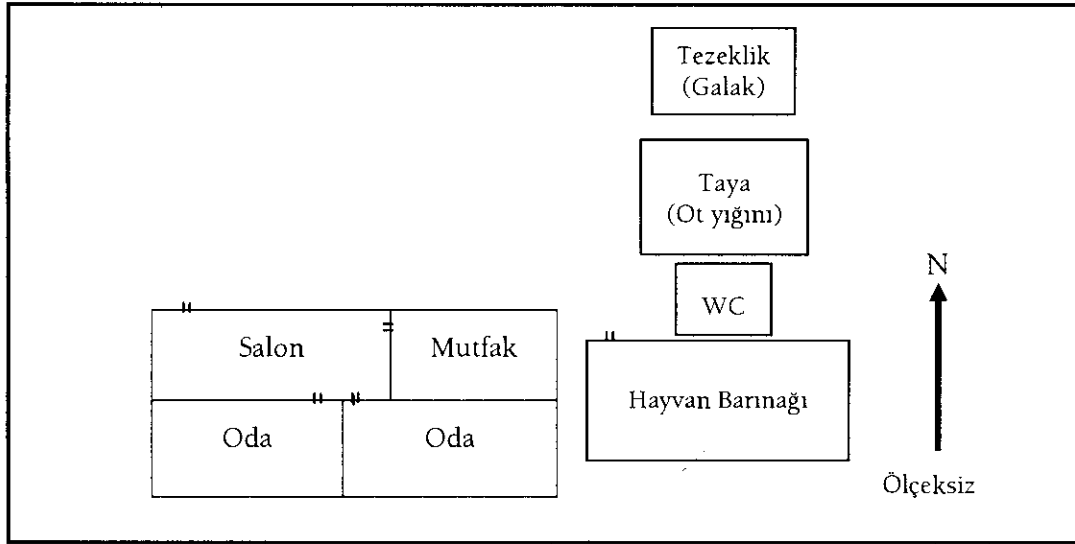 Tezeklik
(Galak)
Taya
(Ot yığını)
N
WC
Salon
Mutfak
Hayvan Barınağı
Oda
Oda
Ölçeksiz